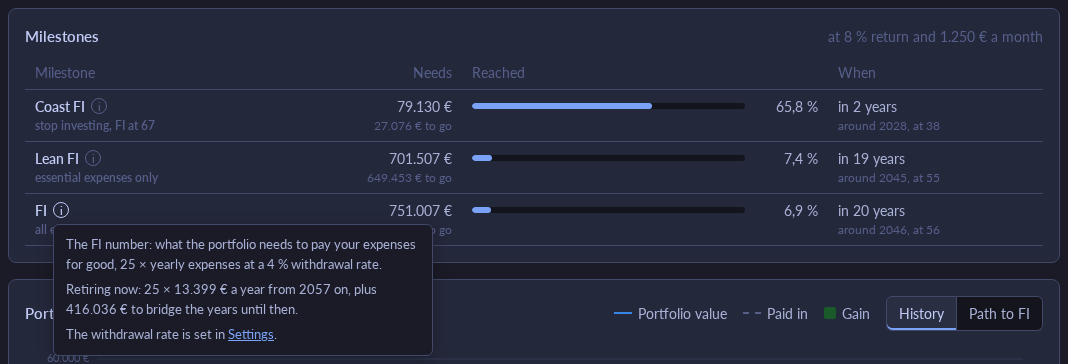 Milestones
at 8 % return and 1.250 € a month
Milestone Needs Reached When
Coast FI 79.130 € 65,8 % in 2 years
stop investing, FI at 67 27.076 € to go around 2028, at 38
Lean FI 701.507 € 7,4 % in 19 years
essential expenses only 649.453 € to go around 2045, at 55
FI 751.007 € 6,9 % in 20 years
all o go around 2046, at 56
The FI number: what the portfolio needs to pay your expenses
for good, 25 × yearly expenses at a 4 % withdrawal rate.
Retiring now: 25 × 13.399 € a year from 2057 on, plus
416.036 € to bridge the years until then.
The withdrawal rate is set in Settings.
Port Portfolio value Paid in Gain History Path to FI
60.000 €